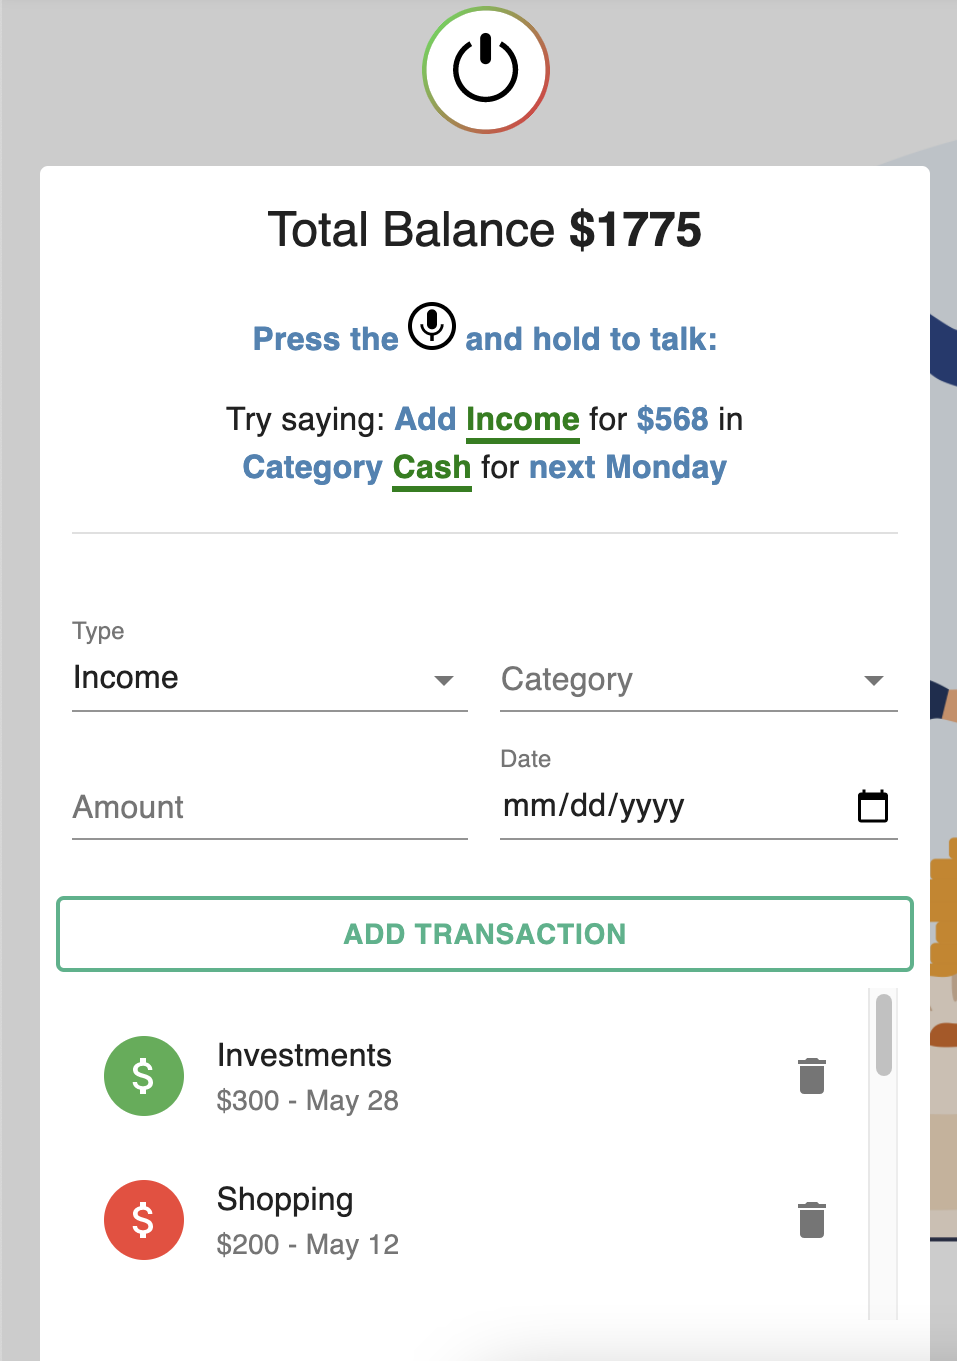 Total Balance $1775
Press the and hold to talk:
Try saying: Add Income for $568 in
Category Cash for next Monday
Type
Income
Category
Amount
Date
mm/dd/yyyy
ADD TRANSACTION
$ Investments
$300 - May 28
$ Shopping
$200 - May 12